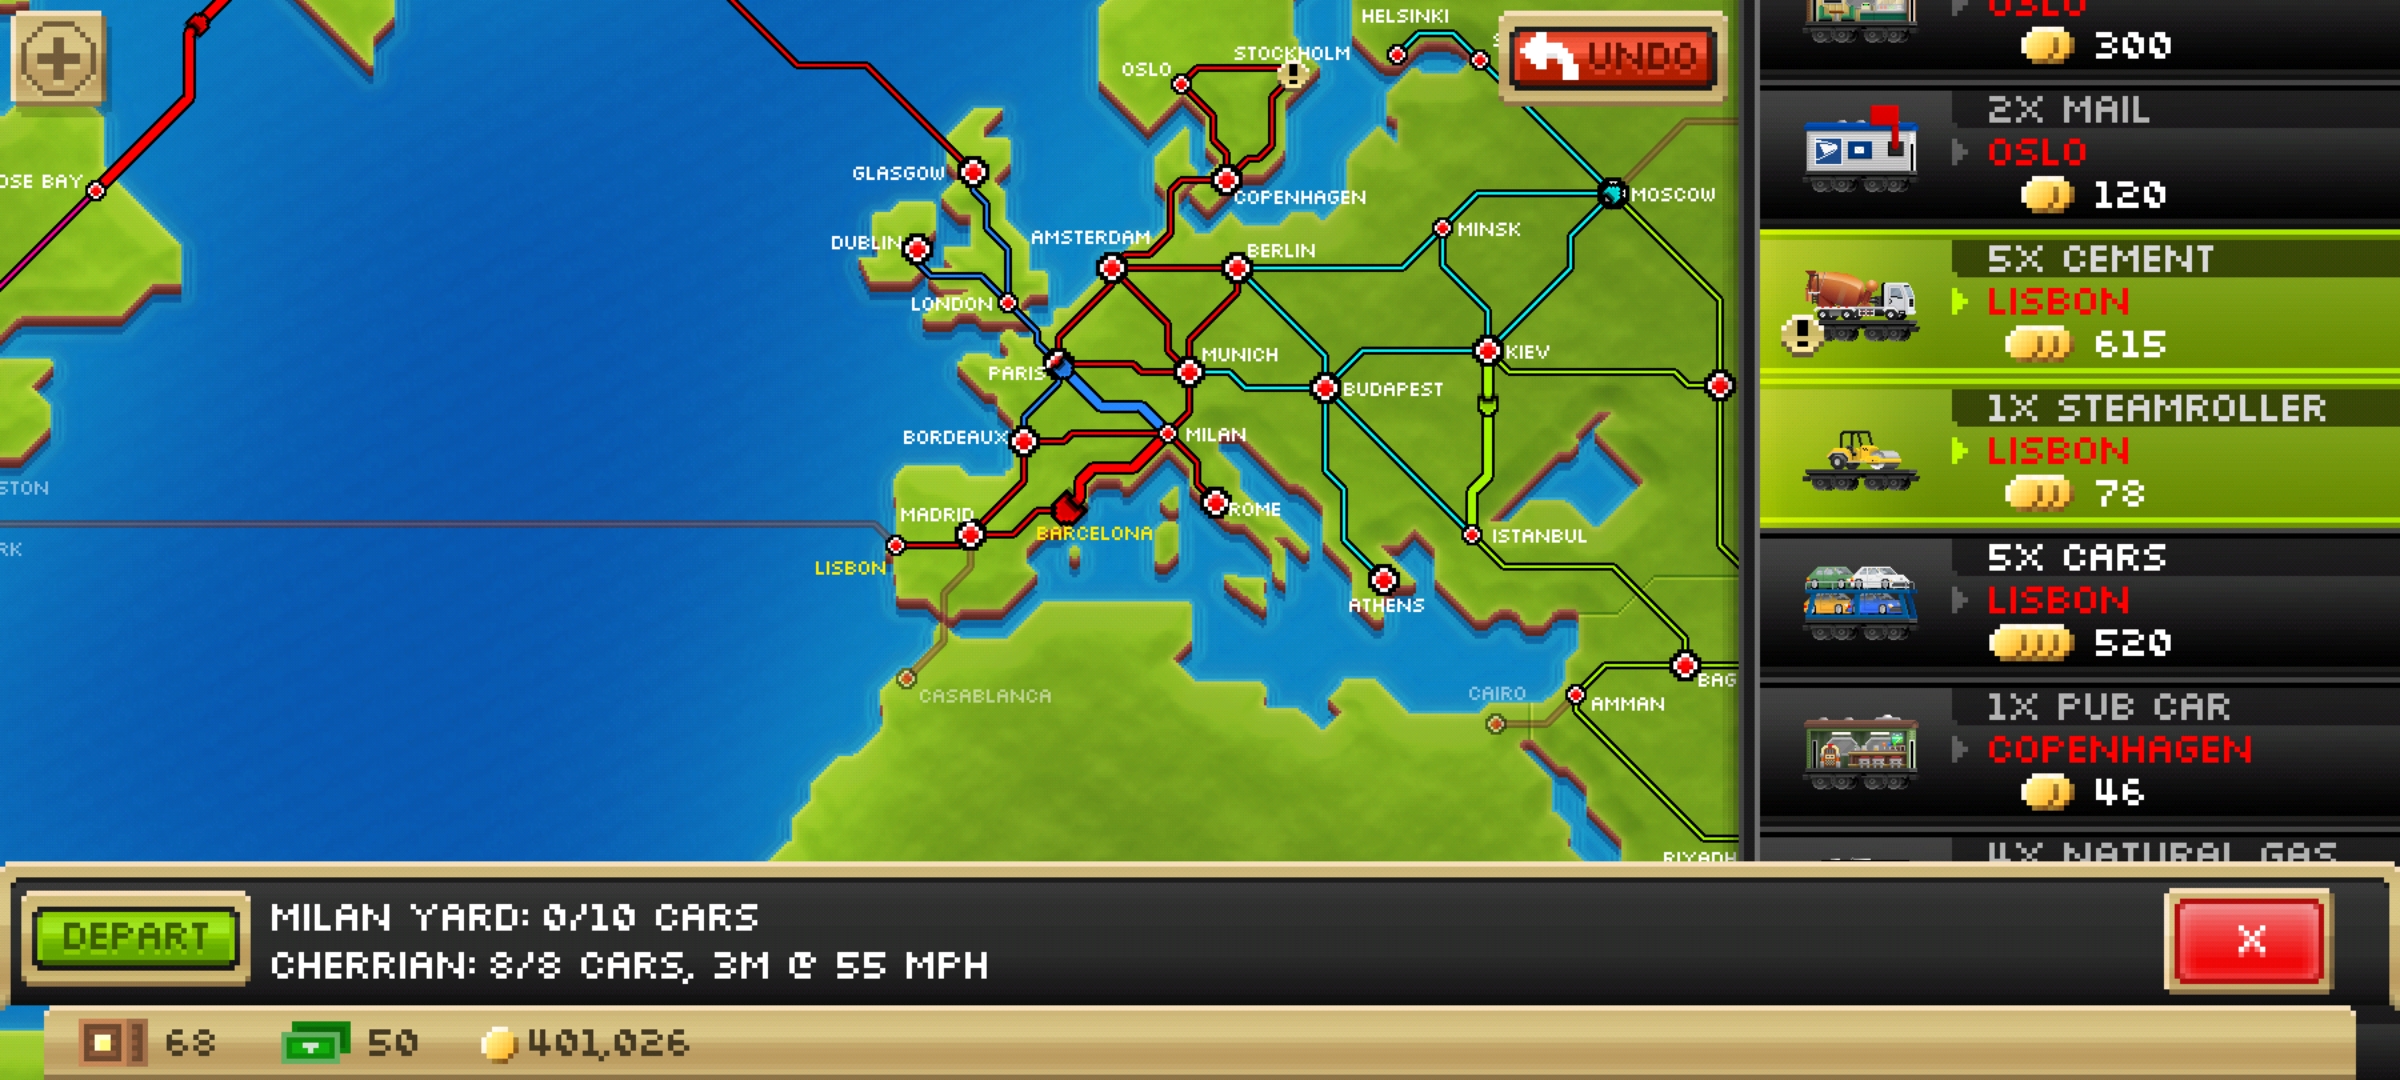 HELSINKI
UNDO
STOCKHOLM
OSLO
GLASGOW
OSE BAY
COPENHAGEN
MOSCOW
MINSK
DUBLIN
AMSTERDAM
BERLIN
LONDON
MUNICH
KIEV
PARIS
BUDAPEST
BORDEAUX
MILAN
STON
MADRID
ROME
BARCELONA
ISTANBUL
RK
LISBON
ATHENS
BAG
CASABLANCA
CAIRO
AMMAN
RIYADH
OSLO
300
2X MAIL
OSLO
120
5X CEMENT
LISBON
615
1X STEAMROLLER
LISBON
78
5X CARS
LISBON
520
1X PUB CAR
COPENHAGEN
46
4X NATURAL GAS
DEPART
MILAN YARD: 0/10 CARS
CHERRIAN: 8/8 CARS, 3M @ 55 MPH
X
68
50
401,026